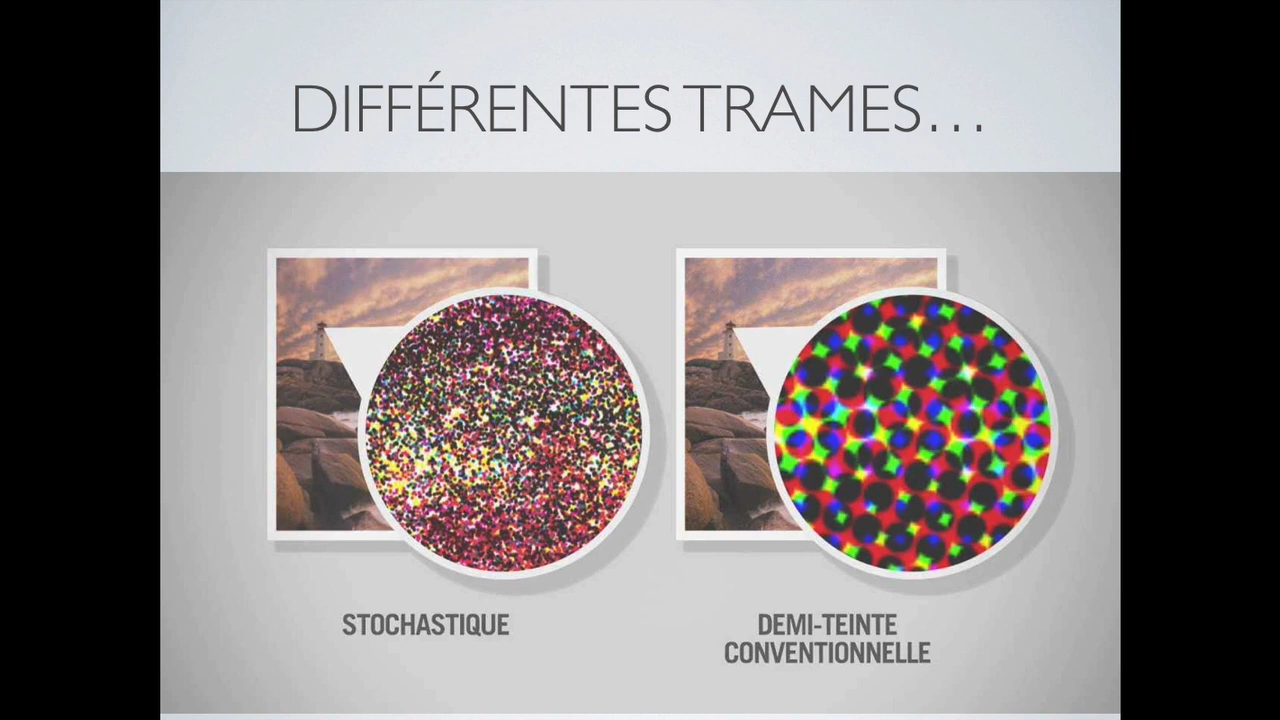 DIFFÉRENTES TRAMES...
STOCHASTIQUE
DEMI-TEINTE
CONVENTIONNELLE